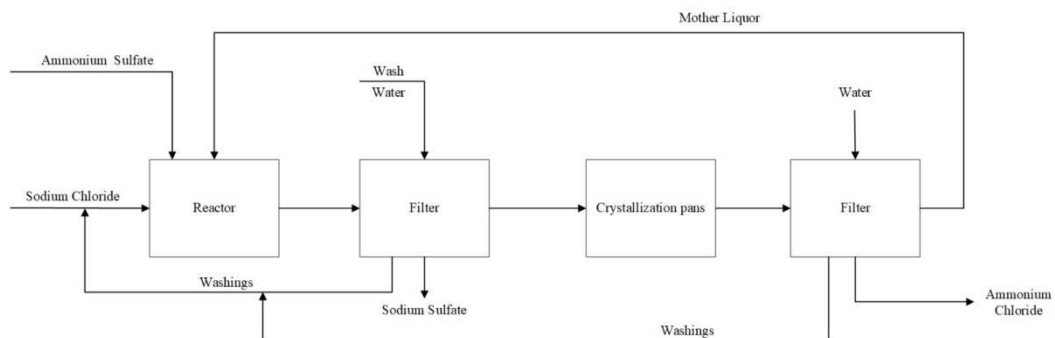 Mother Liquor
Ammonium Sulfate
Wash
Water
Water
Sodium Chloride
Reactor
Filter
Crystallization pans
Filter
Washings
Sodium Sulfate
Washings
Ammonium
Chloride